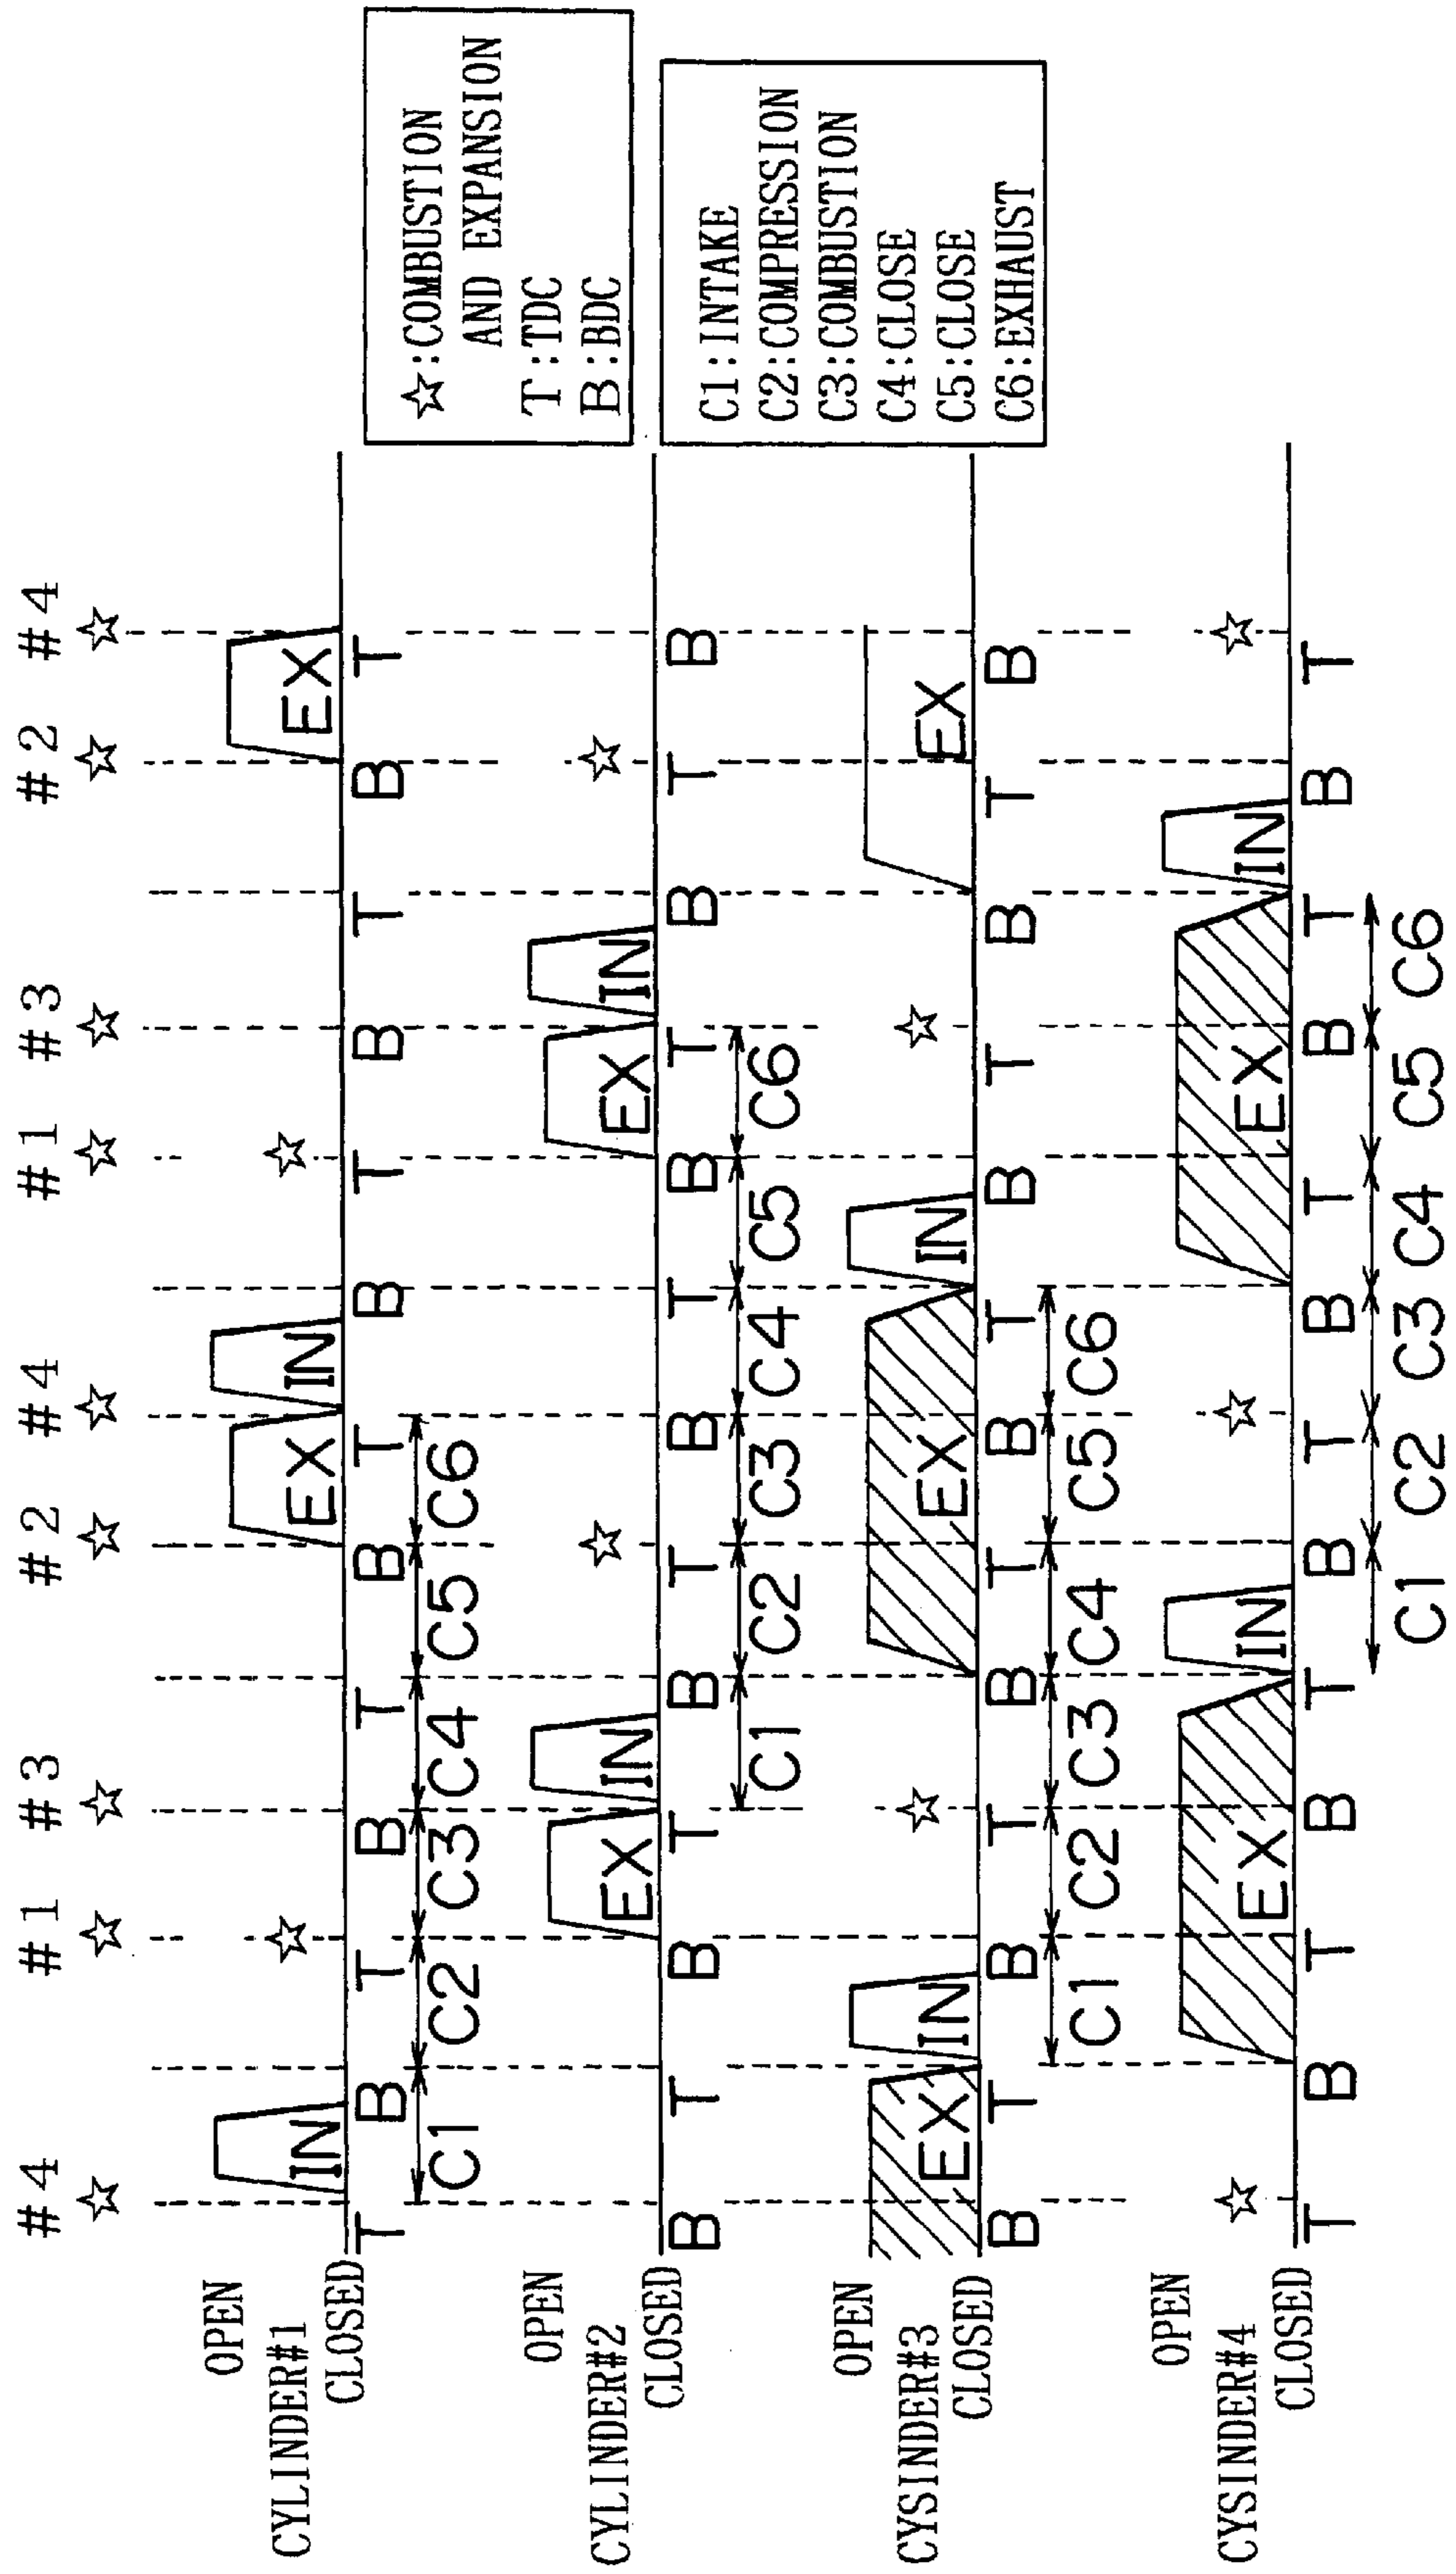 #4 #1 #3 #2 #4 #1 #3 #2 #4
☆ ☆ ☆ ☆ ☆ ☆ ☆ ☆ ☆
OPEN
CYLINDER#1
☆ ☆
IN EX IN EX
CLOSED
T B T B T B T B T B T B T
C1 C2 C3 C4 C5 C6
OPEN
CYLINDER#2
☆ ☆
EX IN EX IN
CLOSED
B T B T B T B T B T B T B
C1 C2 C3 C4 C5 C6
OPEN
CYSINDER#3
☆ ☆
EX IN EX IN EX
CLOSED
B T B T B T B T B T B T B
C1 C2 C3 C4 C5 C6
OPEN
CYSINDER#4
☆ ☆ ☆
EX IN EX IN
CLOSED
T B T B T B T B T B T B T
C1 C2 C3 C4 C5 C6
☆:COMBUSTION
AND EXPANSION
T:TDC
B:BDC
C1:INTAKE
C2:COMPRESSION
C3:COMBUSTION
C4:CLOSE
C5:CLOSE
C6:EXHAUST